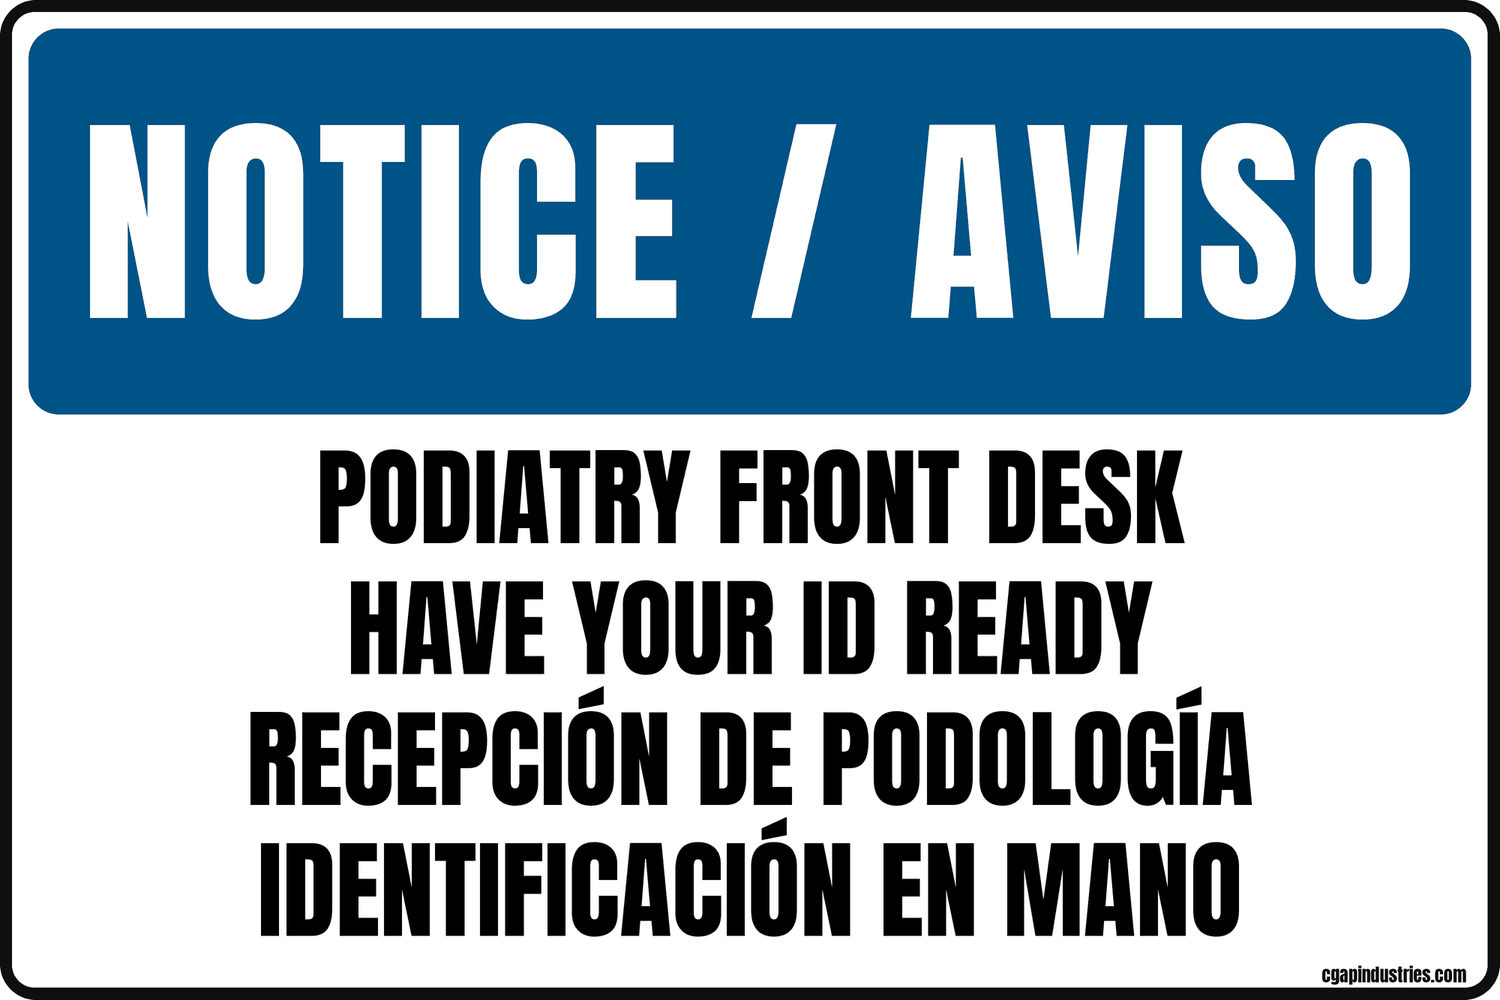 NOTICE / AVISO
PODIATRY FRONT DESK
HAVE YOUR ID READY
RECEPCIÓN DE PODOLOGÍA
IDENTIFICACIÓN EN MANO
cgapindustries.com